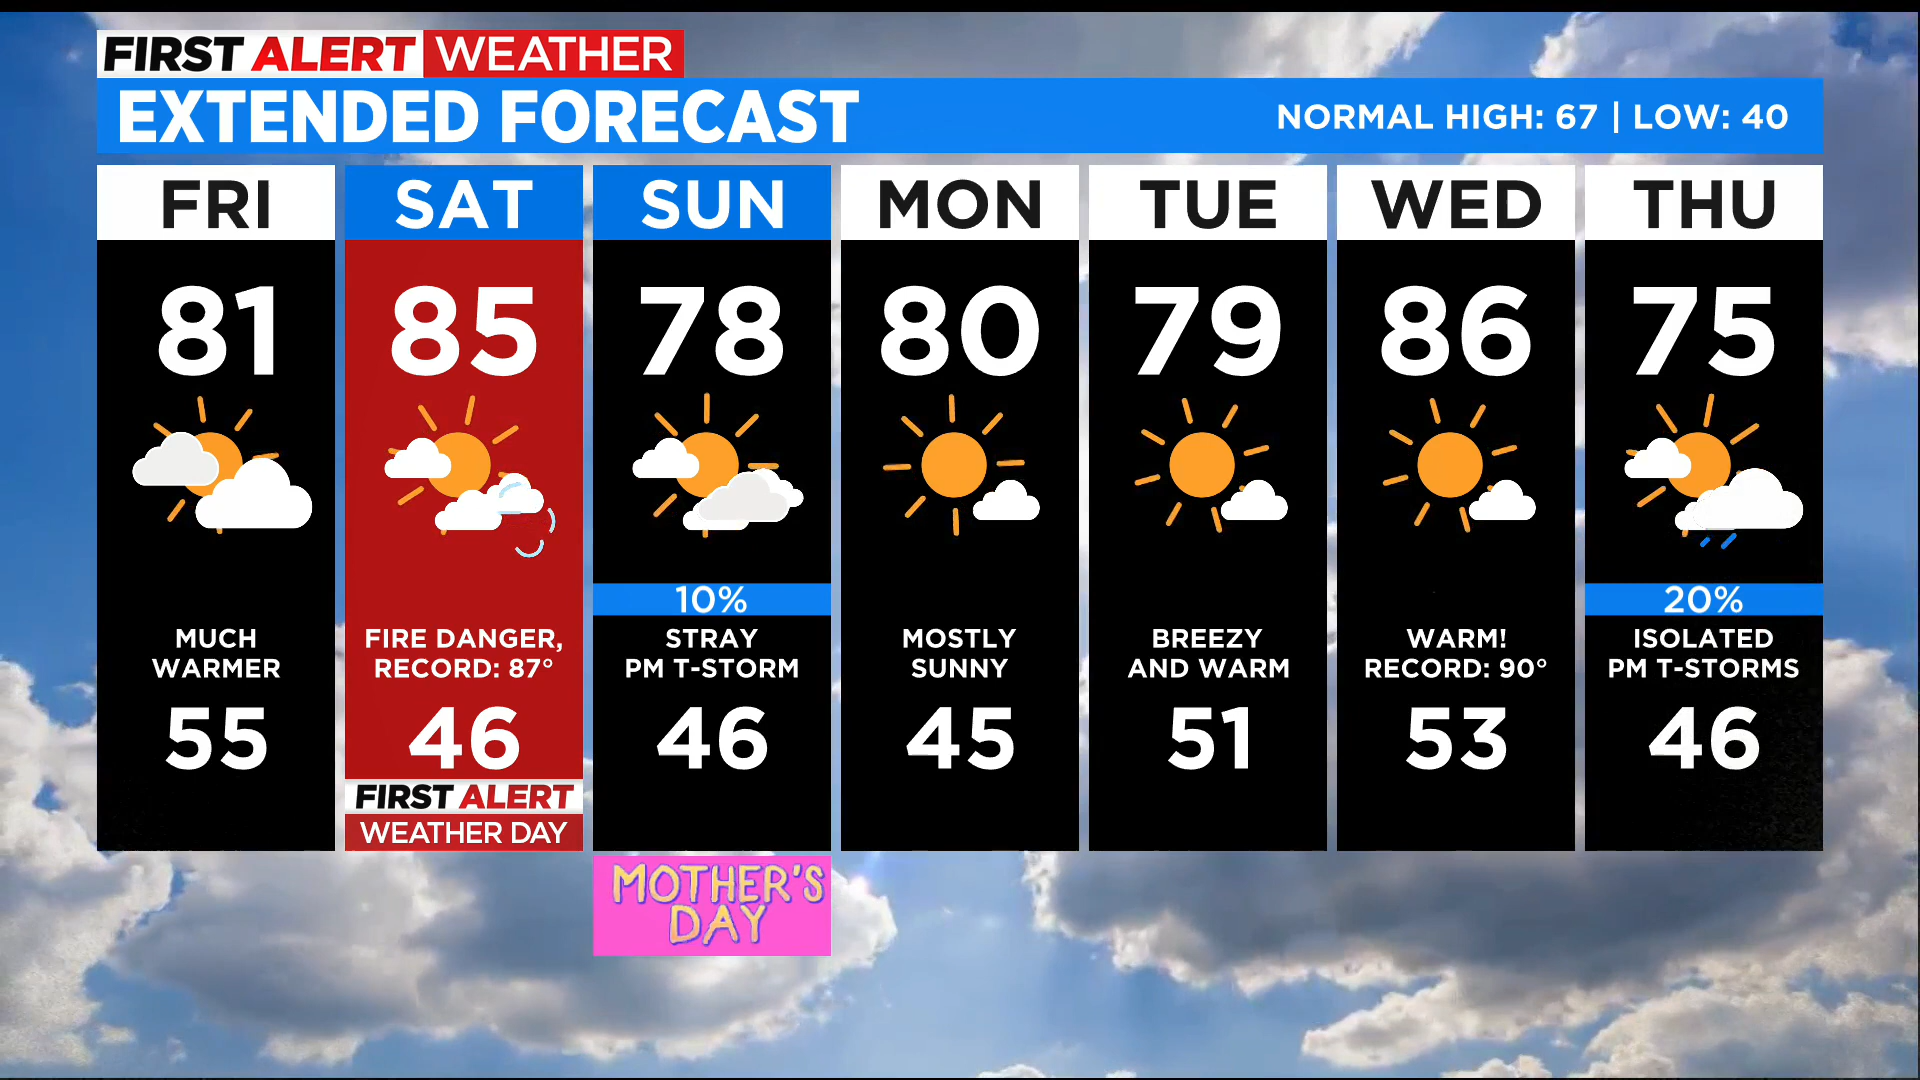 FIRST ALERT WEATHER
EXTENDED FORECAST
NORMAL HIGH: 67 | LOW: 40
FRI
81
MUCH
WARMER
55
SAT
85
FIRE DANGER,
RECORD: 87°
46
FIRST ALERT
WEATHER DAY
SUN
78
10%
STRAY
PM T-STORM
46
MOTHER'S
DAY
MON
80
MOSTLY
SUNNY
45
TUE
79
BREEZY
AND WARM
51
WED
86
WARM!
RECORD: 90°
53
THU
75
20%
ISOLATED
PM T-STORMS
46